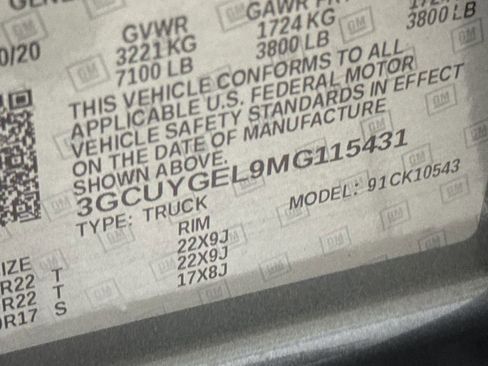 GVWR GAWR
0/20 3221 KG 1724 KG
7100 LB 3800 LB 3800 LB
THIS VEHICLE CONFORMS TO ALL
APPLICABLE U.S. FEDERAL MOTOR
VEHICLE SAFETY STANDARDS IN EFFECT
ON THE DATE OF MANUFACTURE
SHOWN ABOVE.
3GCUYGEL9MG115431
TYPE: TRUCK MODEL: 91CK10543
IZE RIM
R22 T 22X9J
R22 T 22X9J
R17 S 17X8J